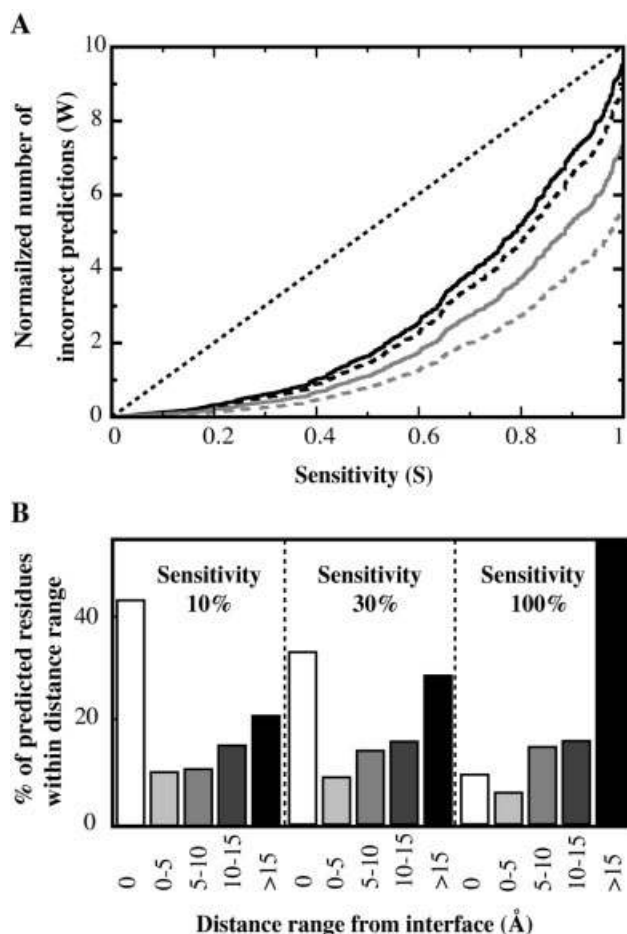 A
Normailzed number of
incorrect predictions (W)
10
8
6
4
2
0
0 0.2 0.4 0.6 0.8 1
Sensitivity (S)
B
% of predicted residues
within distance range
40
20
0
Sensitivity
10%
Sensitivity
30%
Sensitivity
100%
0 0-5 5-10 10-15 >15 0 0-5 5-10 10-15 >15 0 0-5 5-10 10-15 >15
Distance range from interface (Å)